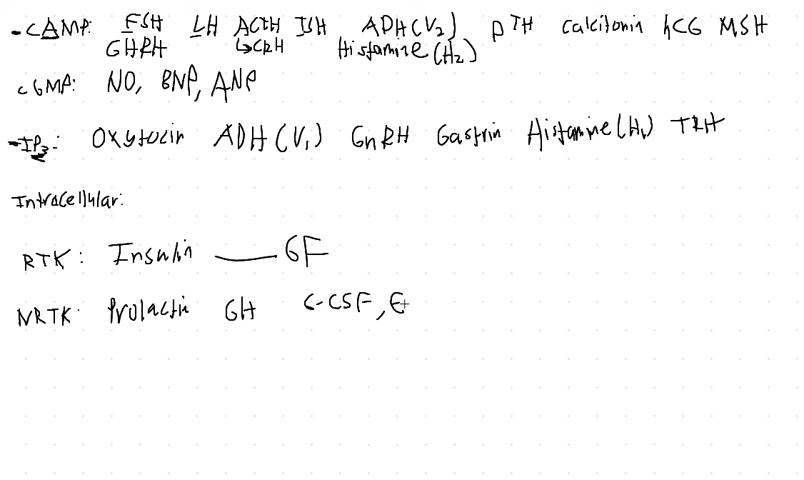 - CAMP: FSH LH ACTH TSH ADH(V2) PTH Calcitonin hCG MSH
GHRH ↳CRH Histamine(H2)
cGMP: NO, BNP, ANP
- IP3: Oxytocin ADH(V1) GnRH Gastrin Histamine(H1) TRH
Intracellular:
RTK: Insulin —— GF
NRTK: Prolactin GH G-CSF, E